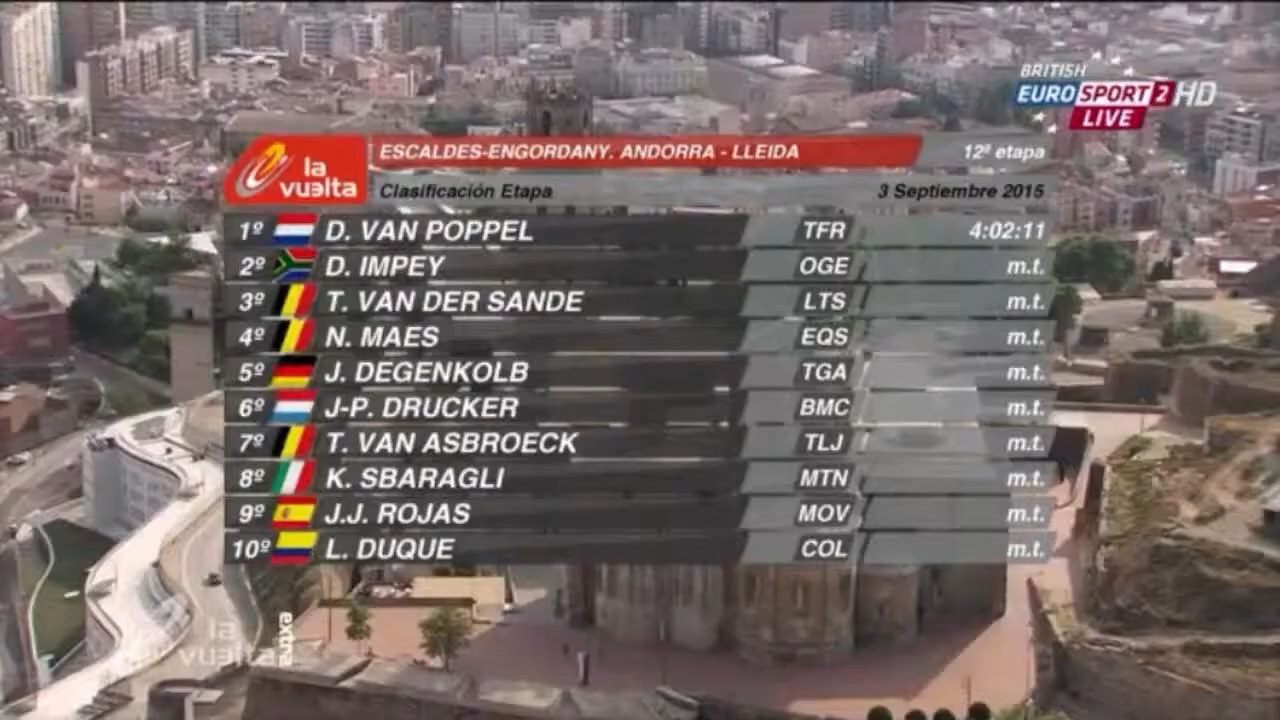 BRITISH
EUROSPORT 2 HD
LIVE
la vuelta
ESCALDES-ENGORDANY. ANDORRA - LLEIDA 12ª etapa
Clasificación Etapa 3 Septiembre 2015
1º D. VAN POPPEL TFR 4:02:11
2º D. IMPEY OGE m.t.
3º T. VAN DER SANDE LTS m.t.
4º N. MAES EQS m.t.
5º J. DEGENKOLB TGA m.t.
6º J-P. DRUCKER BMC m.t.
7º T. VAN ASBROECK TLJ m.t.
8º K. SBARAGLI MTN m.t.
9º J.J. ROJAS MOV m.t.
10º L. DUQUE COL m.t.
la vuelta extra